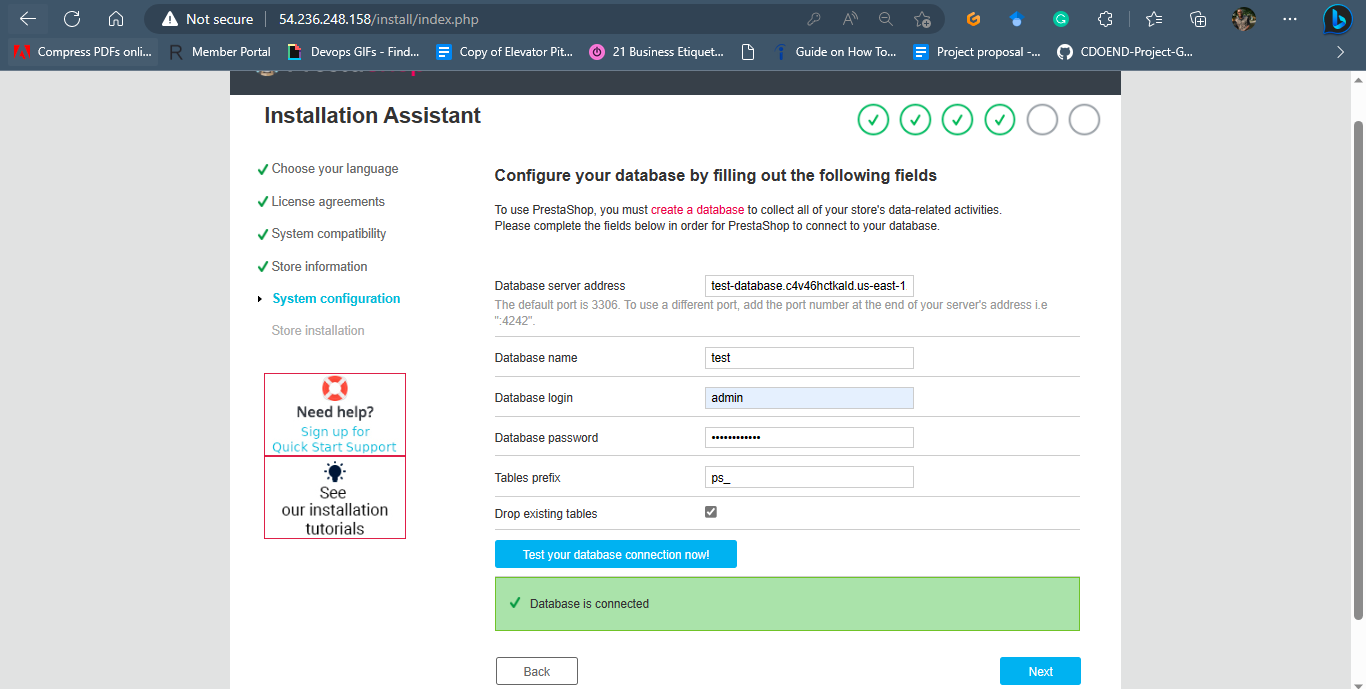 Not secure
54.236.248.158/install/index.php
Compress PDFs onli...
Member Portal
Devops GIFs - Find...
Copy of Elevator Pit...
21 Business Etiquet...
Guide on How To...
Project proposal -...
CDOEND-Project-G...
Installation Assistant
Choose your language
License agreements
System compatibility
Store information
System configuration
Store installation
Need help?
Sign up for
Quick Start Support
See
our installation
tutorials
Configure your database by filling out the following fields
To use PrestaShop, you must create a database to collect all of your store's data-related activities.
Please complete the fields below in order for PrestaShop to connect to your database.
Database server address
test-database.c4v46hctkald.us-east-1
The default port is 3306. To use a different port, add the port number at the end of your server's address i.e
":4242".
Database name
test
Database login
admin
Database password
••••••••••••
Tables prefix
ps_
Drop existing tables
Test your database connection now!
Database is connected
Back
Next